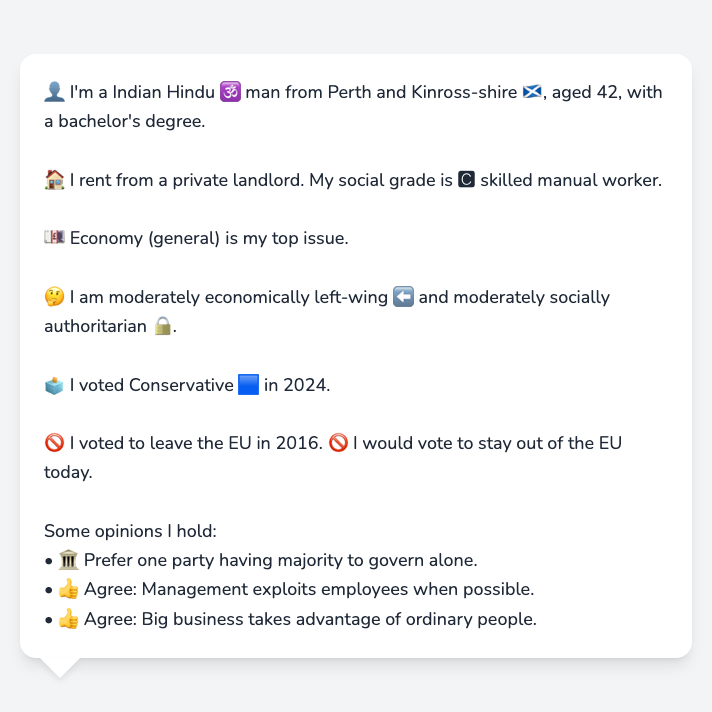 👤 I'm a Indian Hindu 🕉️ man from Perth and Kinross-shire 🏴󠁧󠁢󠁳󠁣󠁴󠁿, aged 42, with
a bachelor's degree.
🏠 I rent from a private landlord. My social grade is 🅲 skilled manual worker.
💷 Economy (general) is my top issue.
🤔 I am moderately economically left-wing ⬅️ and moderately socially
authoritarian 🔒.
🗳️ I voted Conservative 🟦 in 2024.
🚫 I voted to leave the EU in 2016. 🚫 I would vote to stay out of the EU
today.
Some opinions I hold:
• 🏛️ Prefer one party having majority to govern alone.
• 👍 Agree: Management exploits employees when possible.
• 👍 Agree: Big business takes advantage of ordinary people.